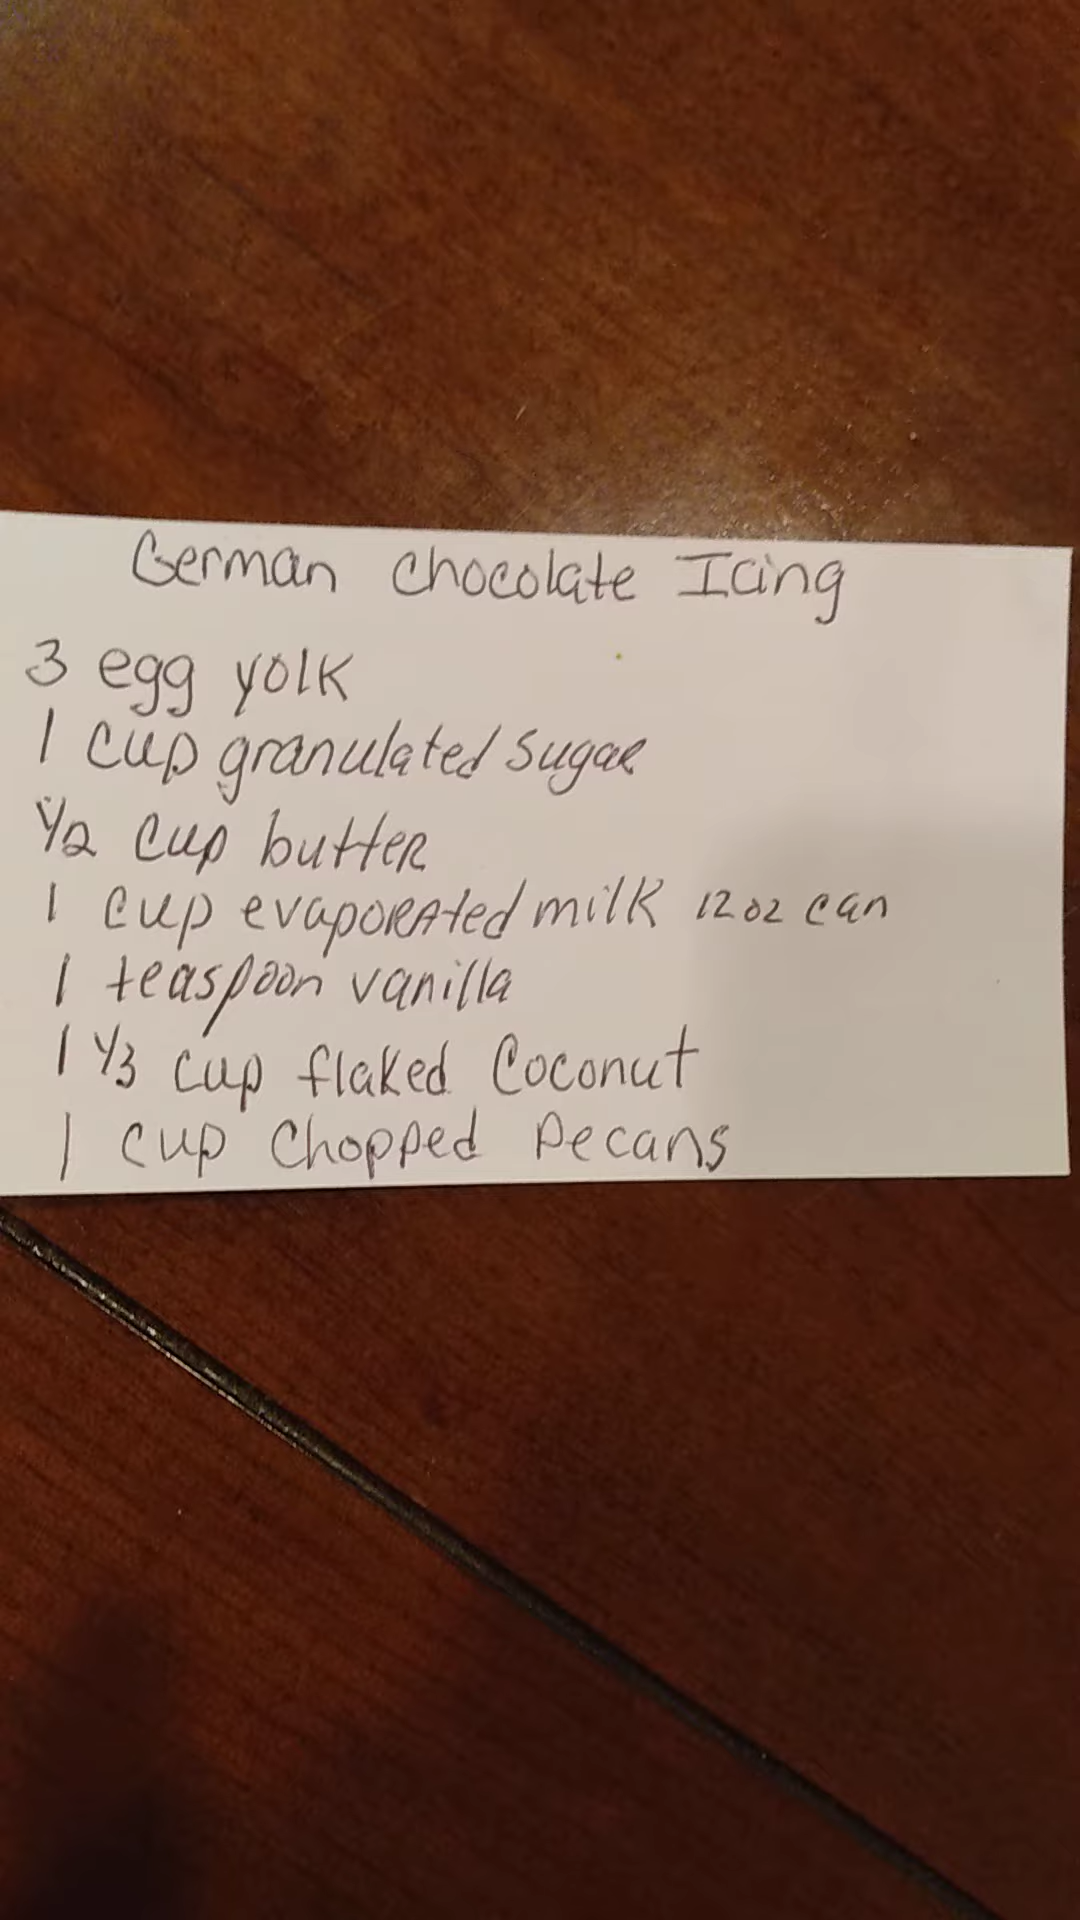 German Chocolate Icing
3 egg yolk
1 cup granulated sugar
1/2 cup butter
1 cup evaporated milk 12 oz can
1 teaspoon vanilla
1 1/3 cup flaked Coconut
1 cup Chopped Pecans